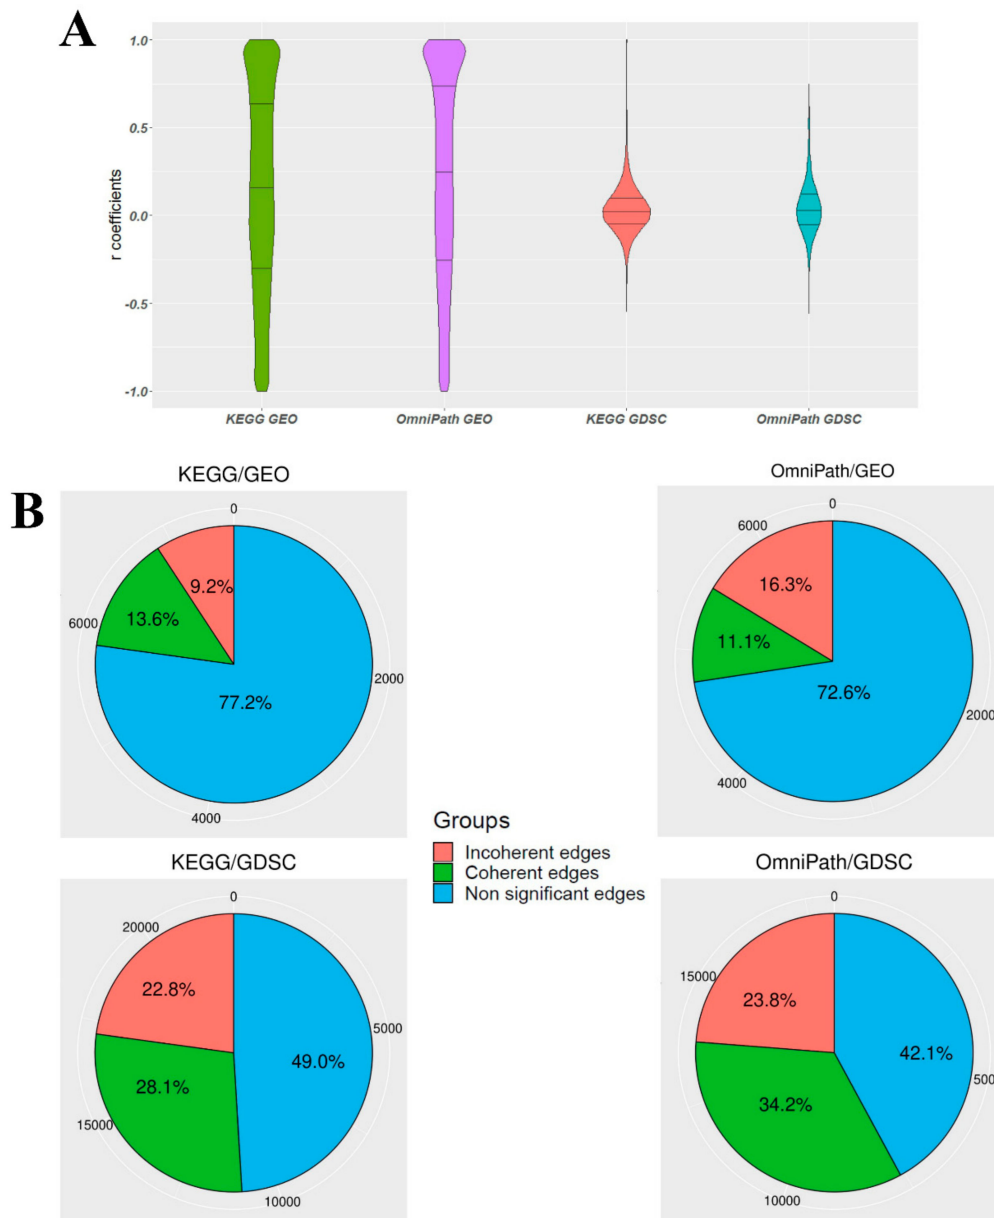 A
1.0
0.5
0.0
-0.5
-1.0
r coefficients
KEGG GEO
OmniPath GEO
KEGG GDSC
OmniPath GDSC
B
KEGG/GEO
0
2000
4000
6000
9.2%
13.6%
77.2%
OmniPath/GEO
0
2000
4000
6000
16.3%
11.1%
72.6%
Groups
Incoherent edges
Coherent edges
Non significant edges
KEGG/GDSC
0
5000
10000
15000
20000
22.8%
28.1%
49.0%
OmniPath/GDSC
0
500
10000
15000
23.8%
34.2%
42.1%